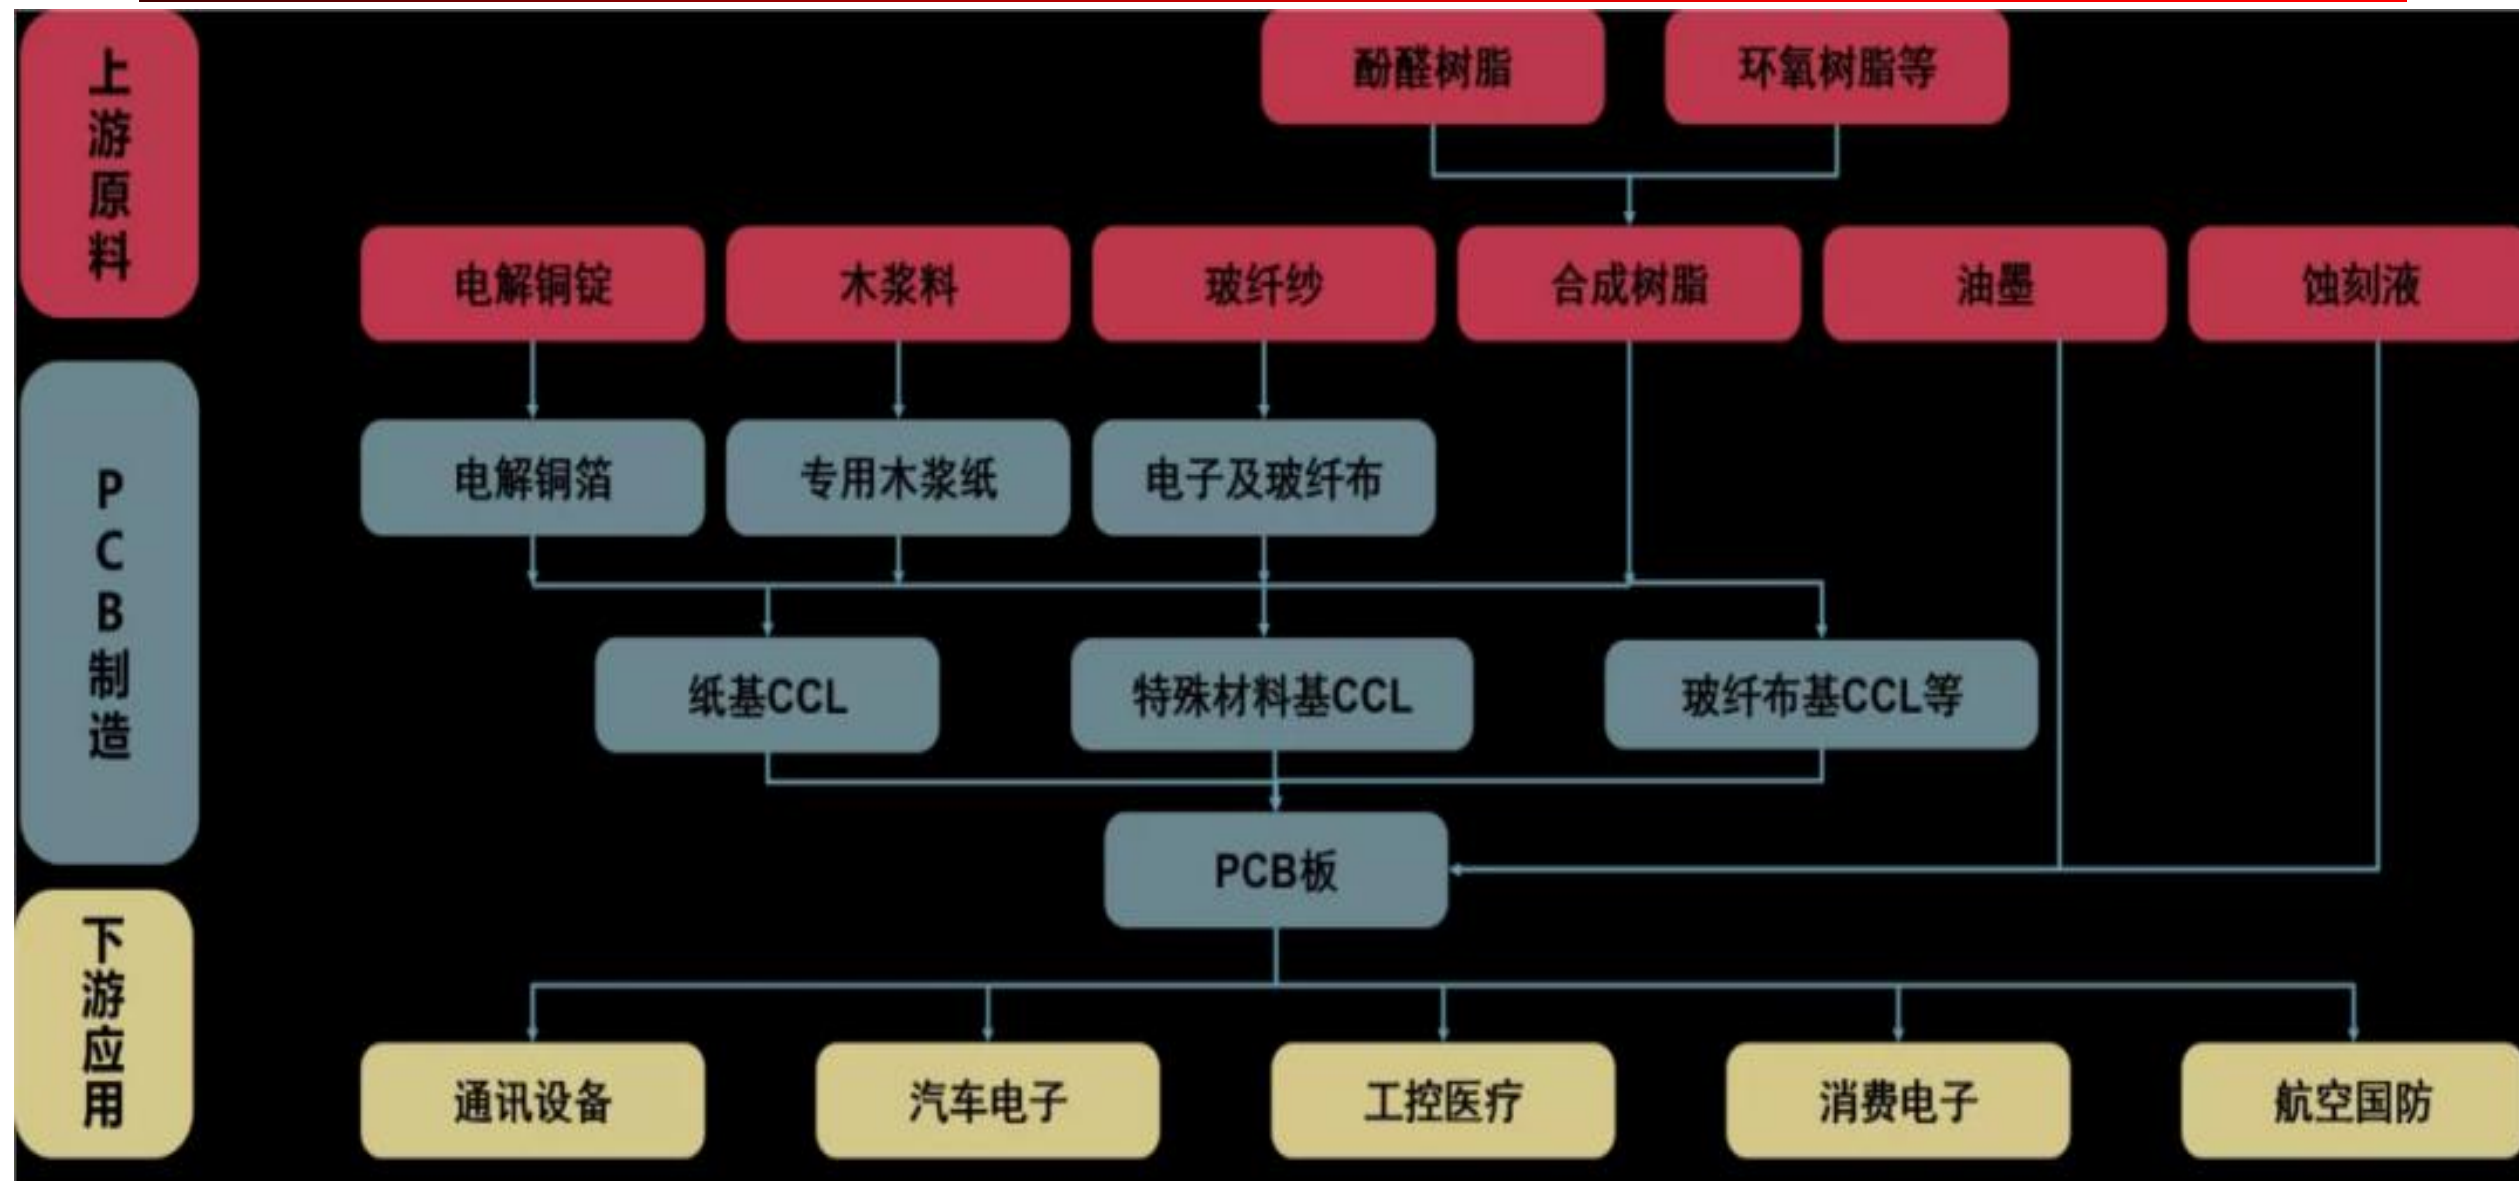 上游原料
酚醛树脂
环氧树脂等
电解铜锭
木浆料
玻纤纱
合成树脂
油墨
蚀刻液
PCB制造
电解铜箔
专用木浆纸
电子及玻纤布
纸基CCL
特殊材料基CCL
玻纤布基CCL等
PCB板
下游应用
通讯设备
汽车电子
工控医疗
消费电子
航空国防